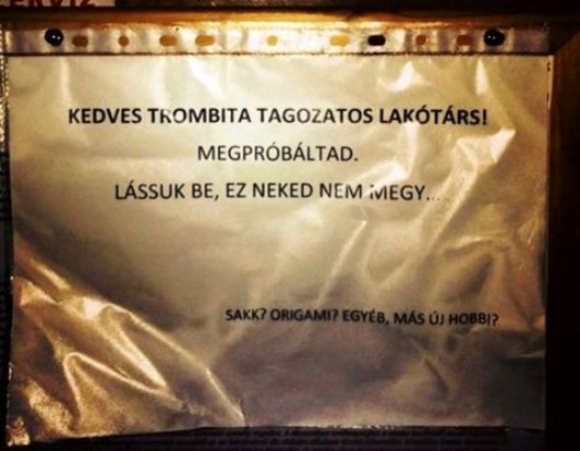 KEDVES TROMBITA TAGOZATOS LAKÓTÁRS!
MEGPRÓBÁLTAD.
LÁSSUK BE, EZ NEKED NEM MEGY...
SAKK? ORIGAMI? EGYÉB, MÁS ÚJ HOBBI?